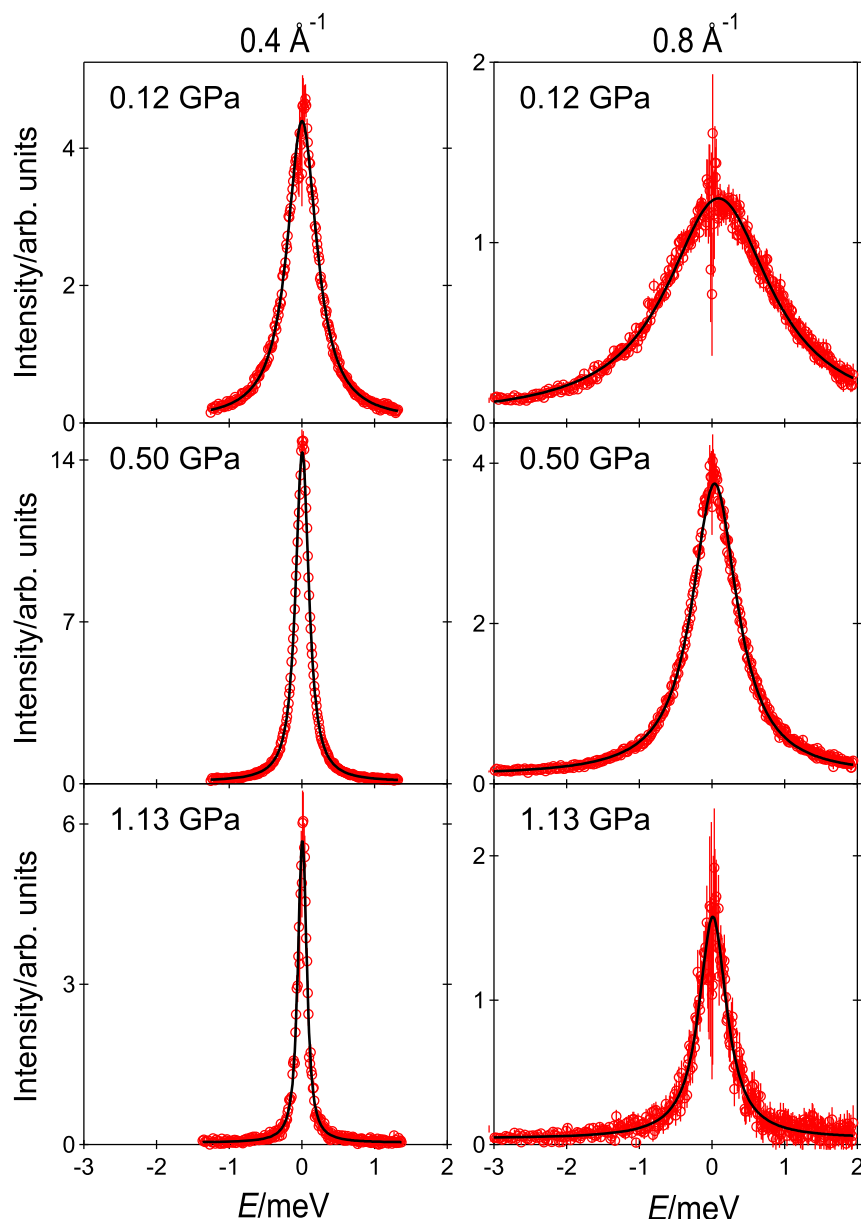 0.4 Å⁻¹ 0.8 Å⁻¹
0.12 GPa
Intensity/arb. units
4
2
0
0.12 GPa
2
1
0
0.50 GPa
Intensity/arb. units
14
7
0
0.50 GPa
4
2
0
1.13 GPa
Intensity/arb. units
6
3
0
1.13 GPa
2
1
0
-3 -2 -1 0 1 2
-3 -2 -1 0 1 2
E/meV E/meV